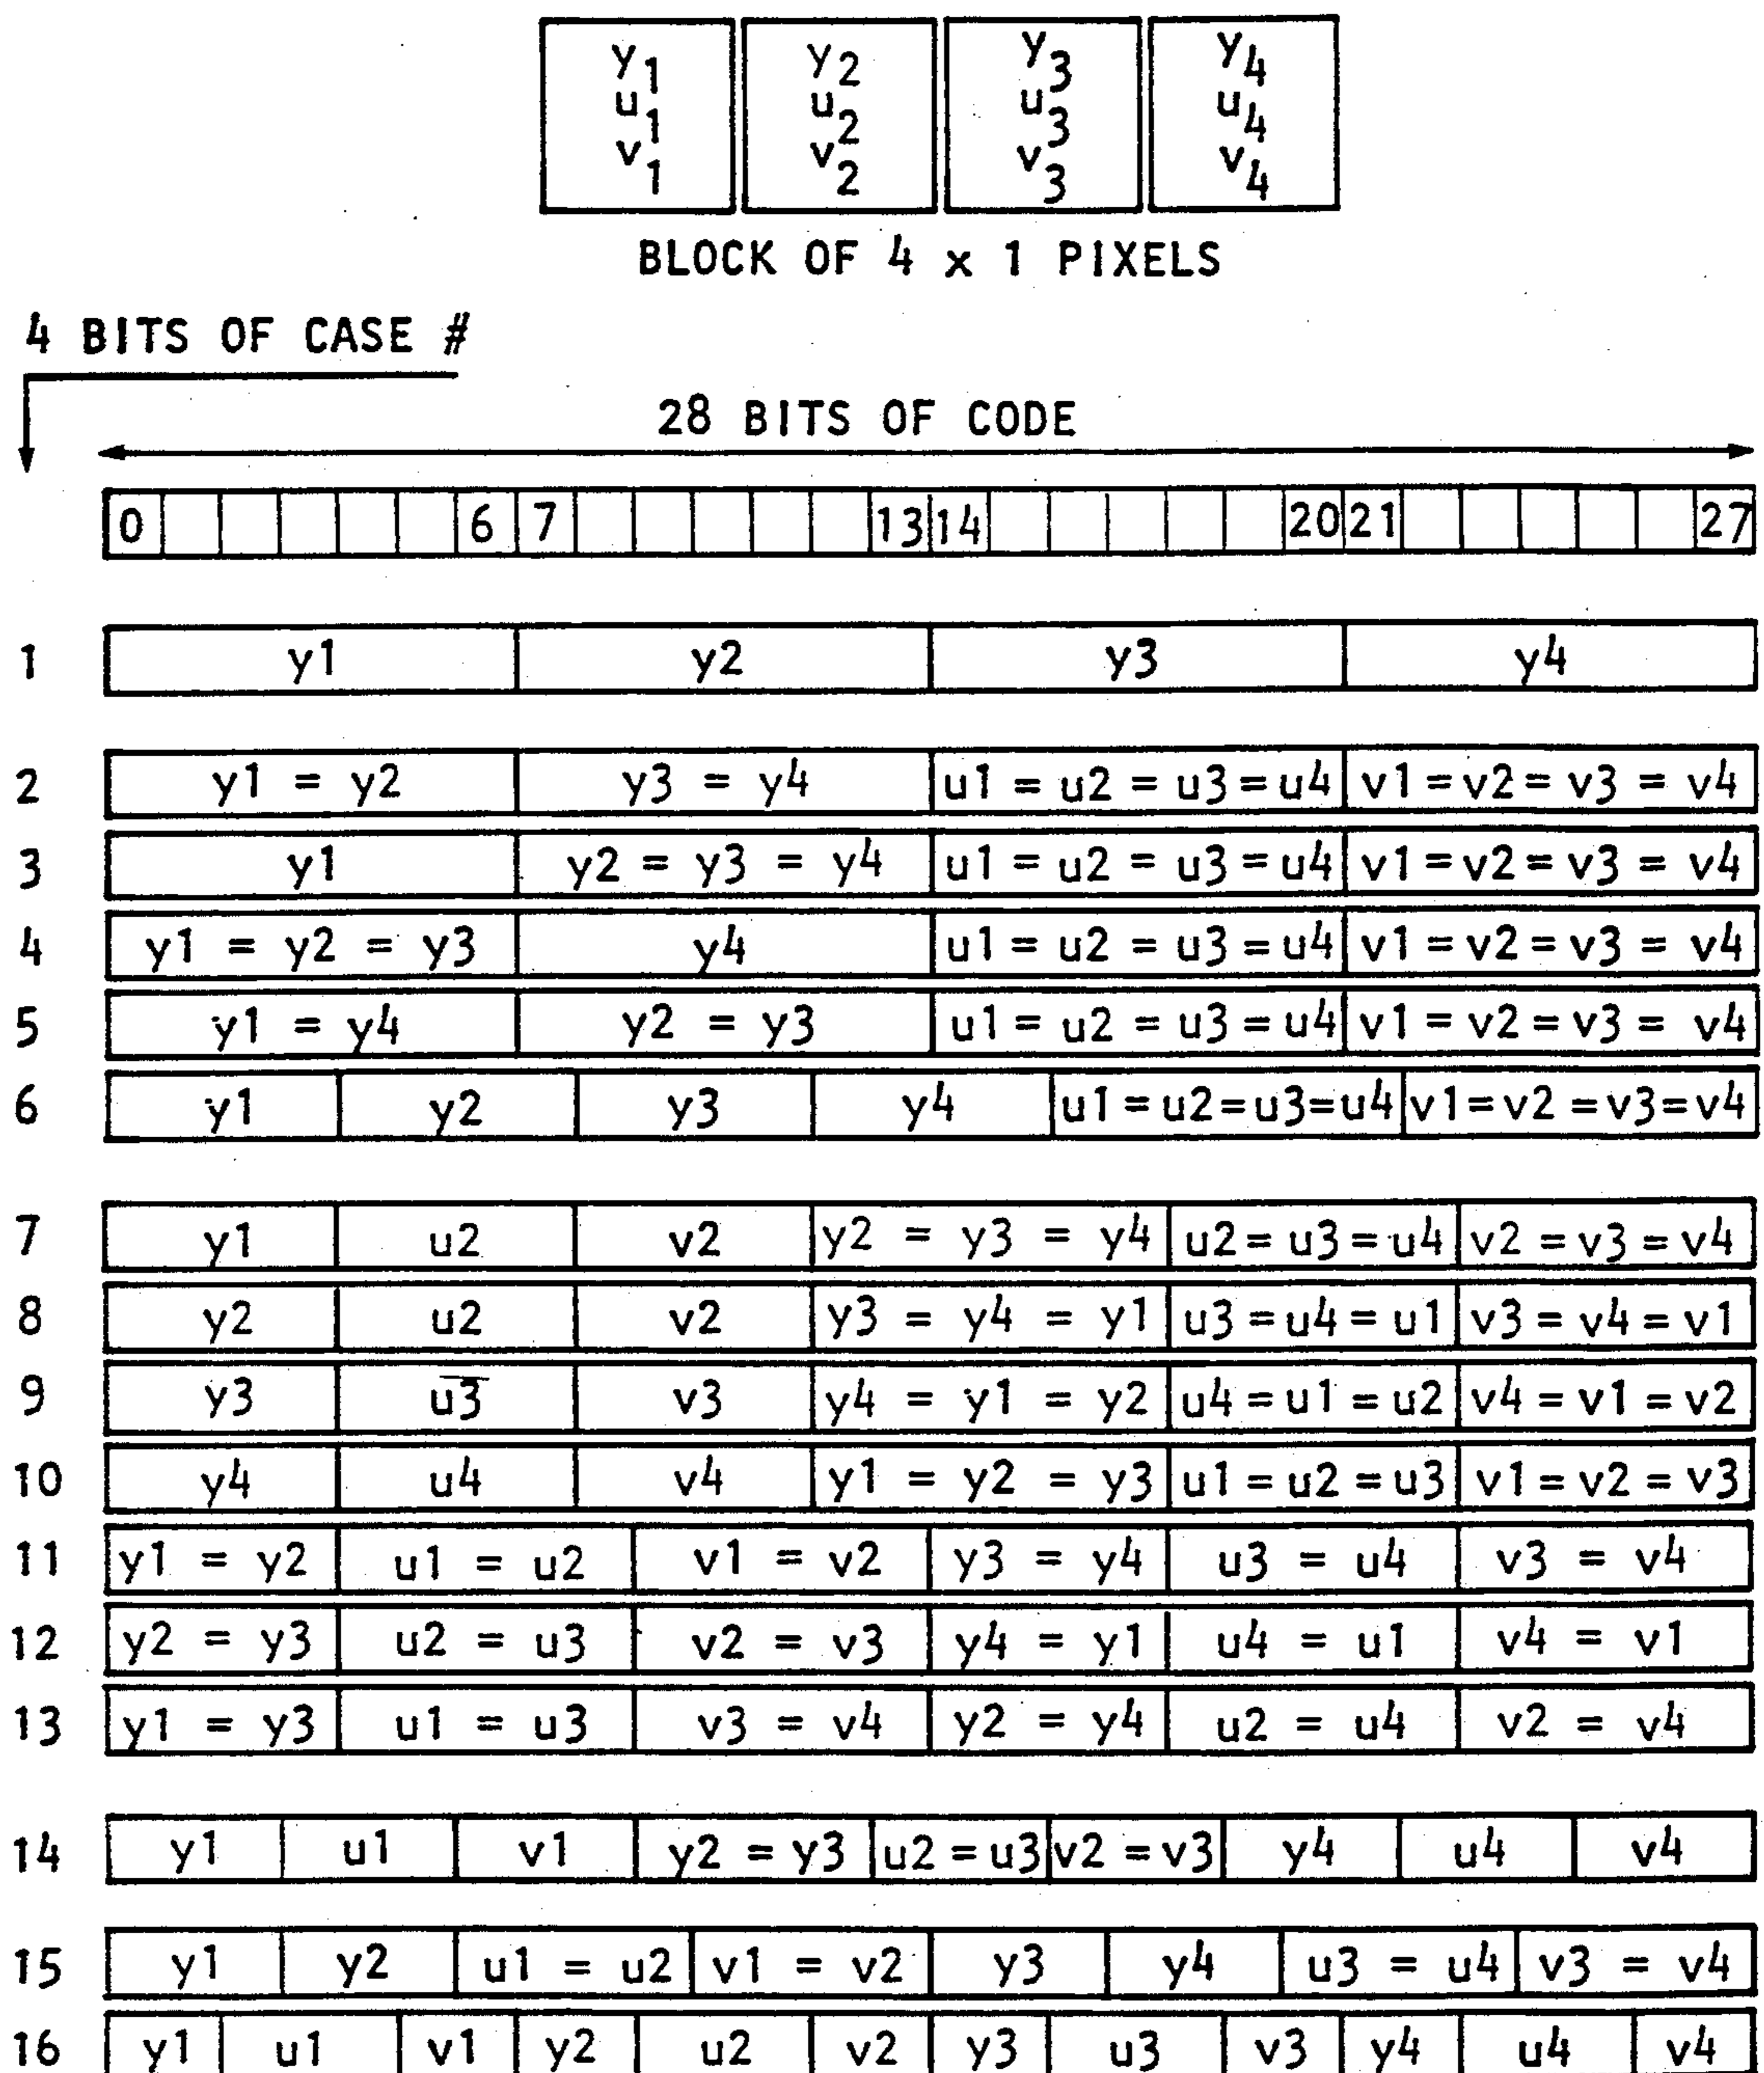 y1 y2 y3 y4
u1 u2 u3 u4
v1 v2 v3 v4
BLOCK OF 4 x 1 PIXELS
4 BITS OF CASE #
28 BITS OF CODE
0 6 7 13 14 20 21 27
1 y1 y2 y3 y4
2 y1 = y2 y3 = y4 u1 = u2 = u3 = u4 v1 = v2 = v3 = v4
3 y1 y2 = y3 = y4 u1 = u2 = u3 = u4 v1 = v2 = v3 = v4
4 y1 = y2 = y3 y4 u1 = u2 = u3 = u4 v1 = v2 = v3 = v4
5 y1 = y4 y2 = y3 u1 = u2 = u3 = u4 v1 = v2 = v3 = v4
6 y1 y2 y3 y4 u1 = u2 = u3 = u4 v1 = v2 = v3 = v4
7 y1 u2 v2 y2 = y3 = y4 u2 = u3 = u4 v2 = v3 = v4
8 y2 u2 v2 y3 = y4 = y1 u3 = u4 = u1 v3 = v4 = v1
9 y3 u3 v3 y4 = y1 = y2 u4 = u1 = u2 v4 = v1 = v2
10 y4 u4 v4 y1 = y2 = y3 u1 = u2 = u3 v1 = v2 = v3
11 y1 = y2 u1 = u2 v1 = v2 y3 = y4 u3 = u4 v3 = v4
12 y2 = y3 u2 = u3 v2 = v3 y4 = y1 u4 = u1 v4 = v1
13 y1 = y3 u1 = u3 v3 = v4 y2 = y4 u2 = u4 v2 = v4
14 y1 u1 v1 y2 = y3 u2 = u3 v2 = v3 y4 u4 v4
15 y1 y2 u1 = u2 v1 = v2 y3 y4 u3 = u4 v3 = v4
16 y1 u1 v1 y2 u2 v2 y3 u3 v3 y4 u4 v4